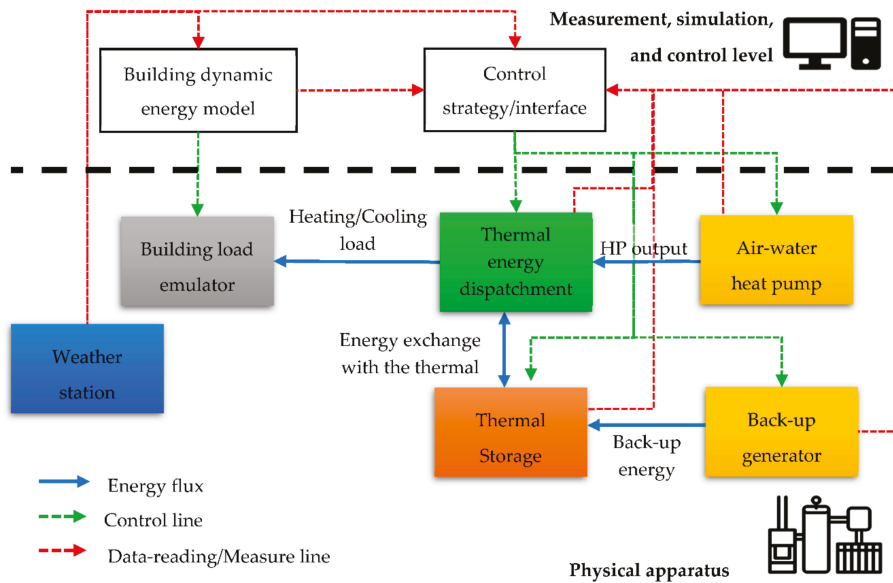 Measurement, simulation,
and control level
Building dynamic
energy model
Control
strategy/interface
Heating/Cooling
load
Building load
emulator
Thermal
energy
dispatchment
HP output
Air-water
heat pump
Weather
station
Energy exchange
with the thermal
Thermal
Storage
Back-up
energy
Back-up
generator
Energy flux
Control line
Data-reading/Measure line
Physical apparatus